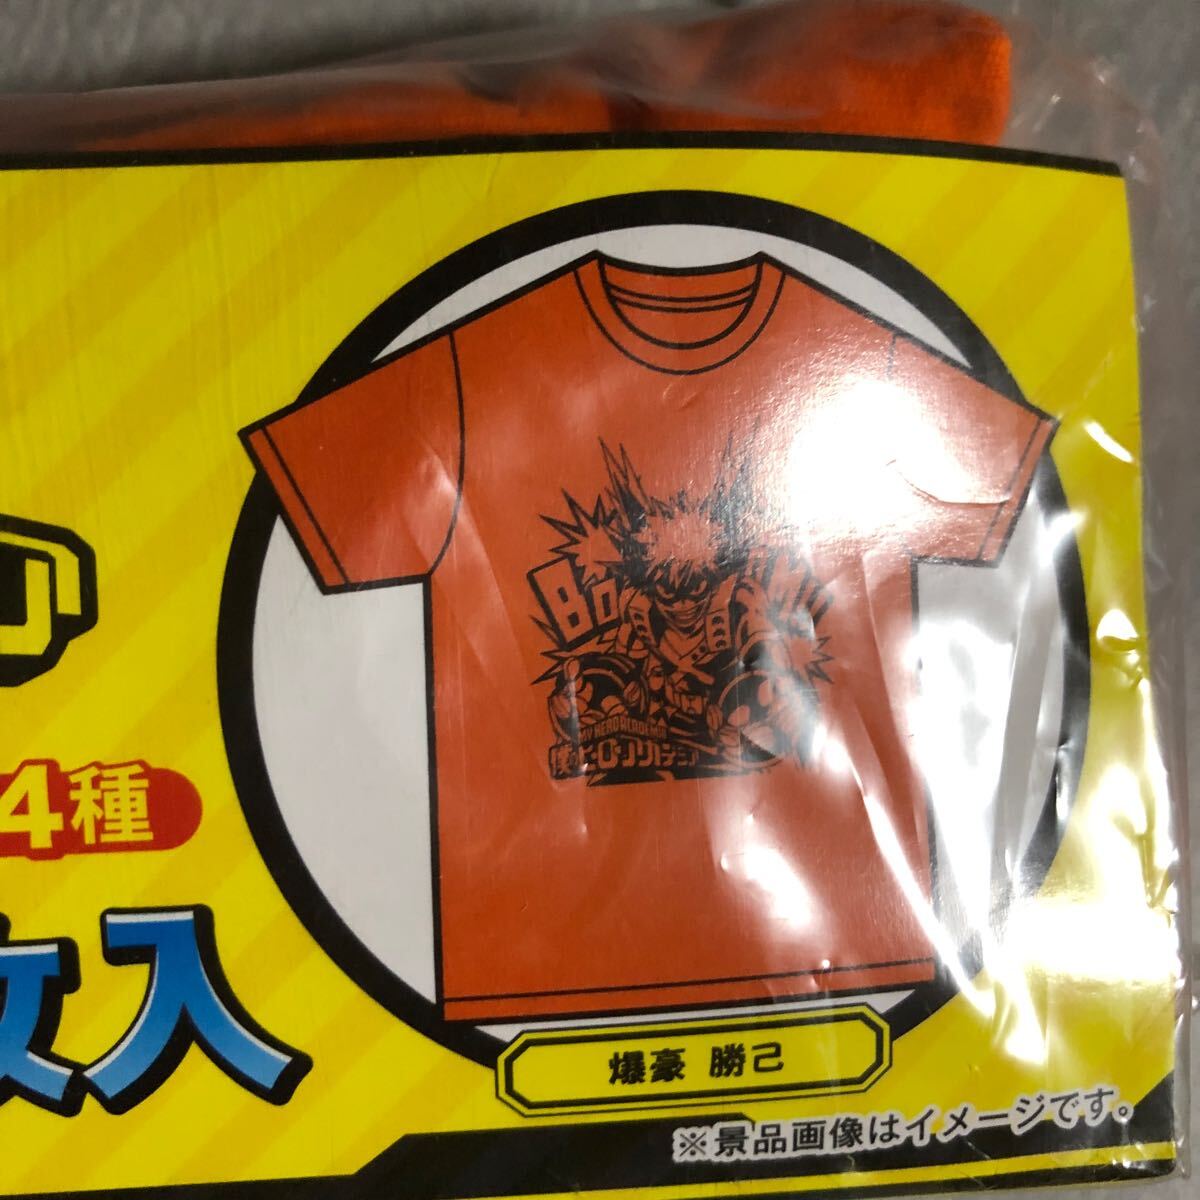 MY HERO ACADEMIA
僕のヒーローアカデミア
4種
枚入
爆豪 勝己
※景品画像はイメージです。